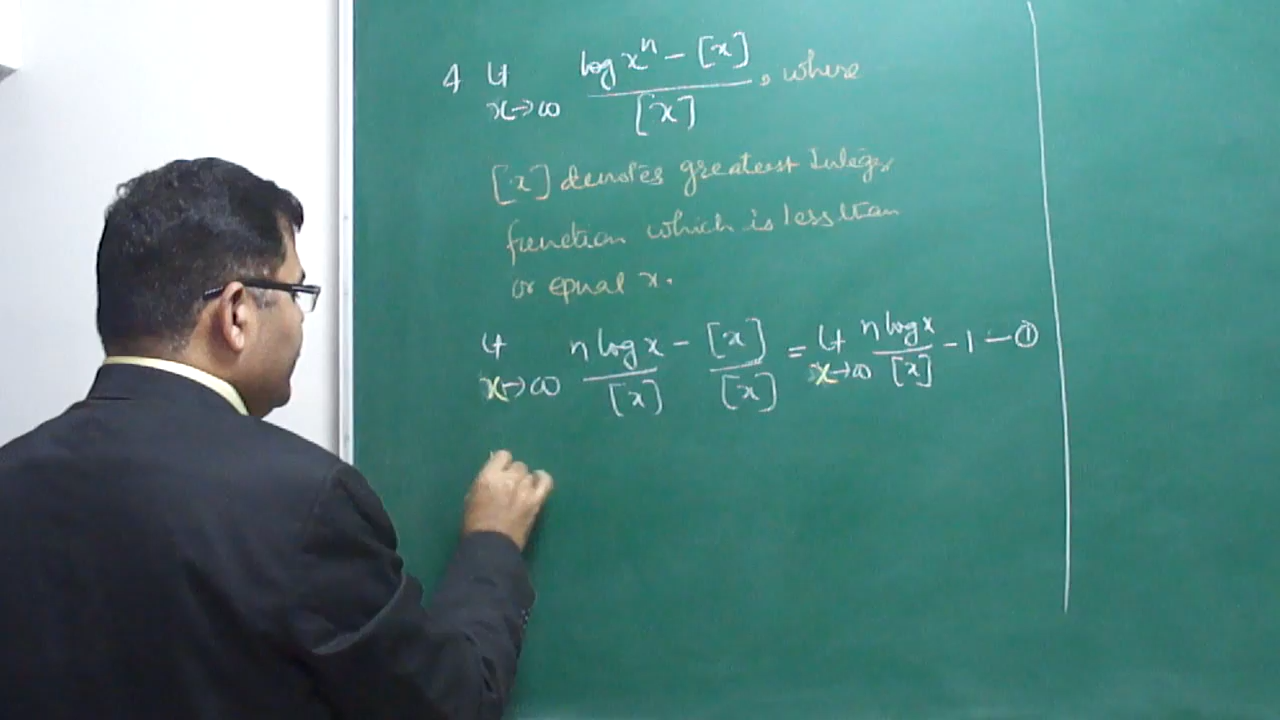 4 Lt x→∞ log xⁿ – [x] / [x], where
[x] denotes greatest Integer
function which is less than
or equal x.
Lt x→∞ n log x / [x] – [x] / [x] = Lt x→∞ n log x / [x] – 1 – ①